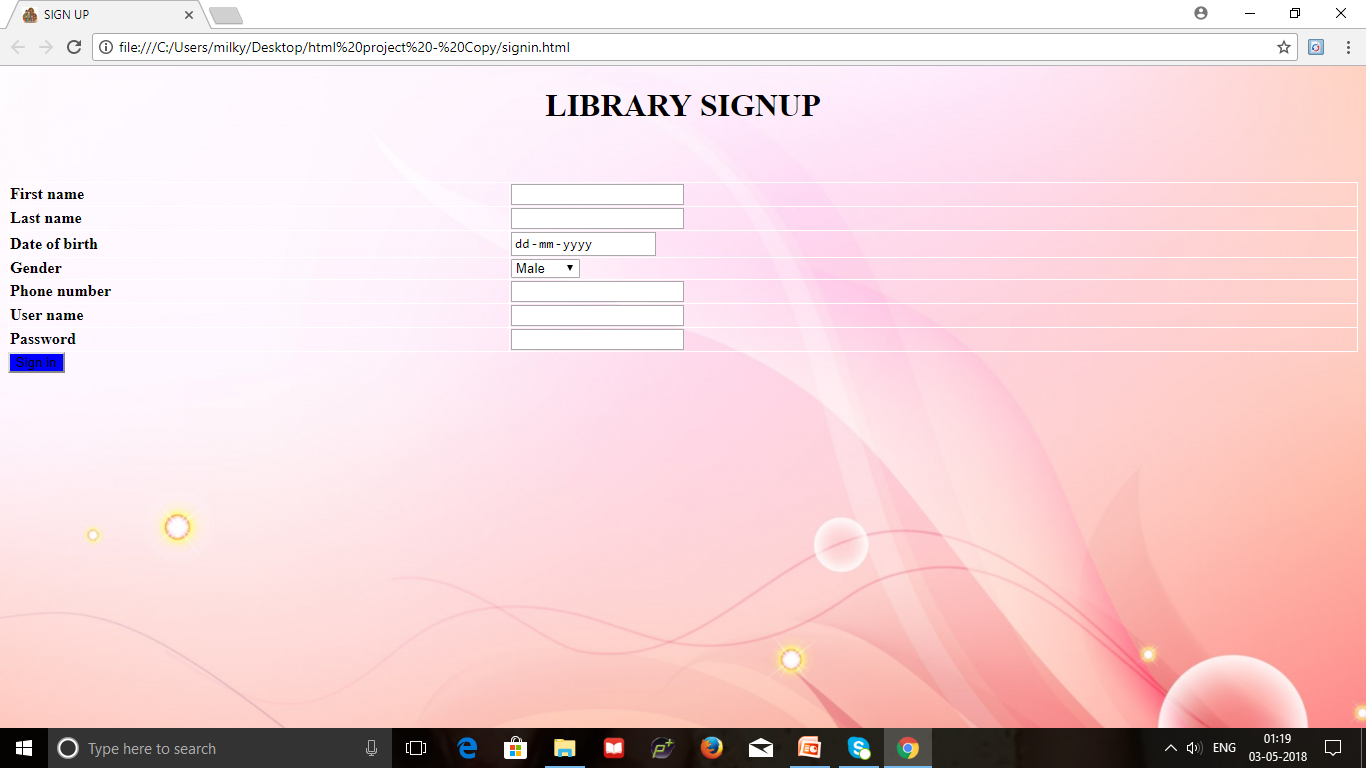 SIGN UP
file:///C:/Users/milky/Desktop/html%20project%20-%20Copy/signin.html
LIBRARY SIGNUP
First name
Last name
Date of birth dd-mm-yyyy
Gender Male
Phone number
User name
Password
Sign in
Type here to search
ENG
01:19
03-05-2018